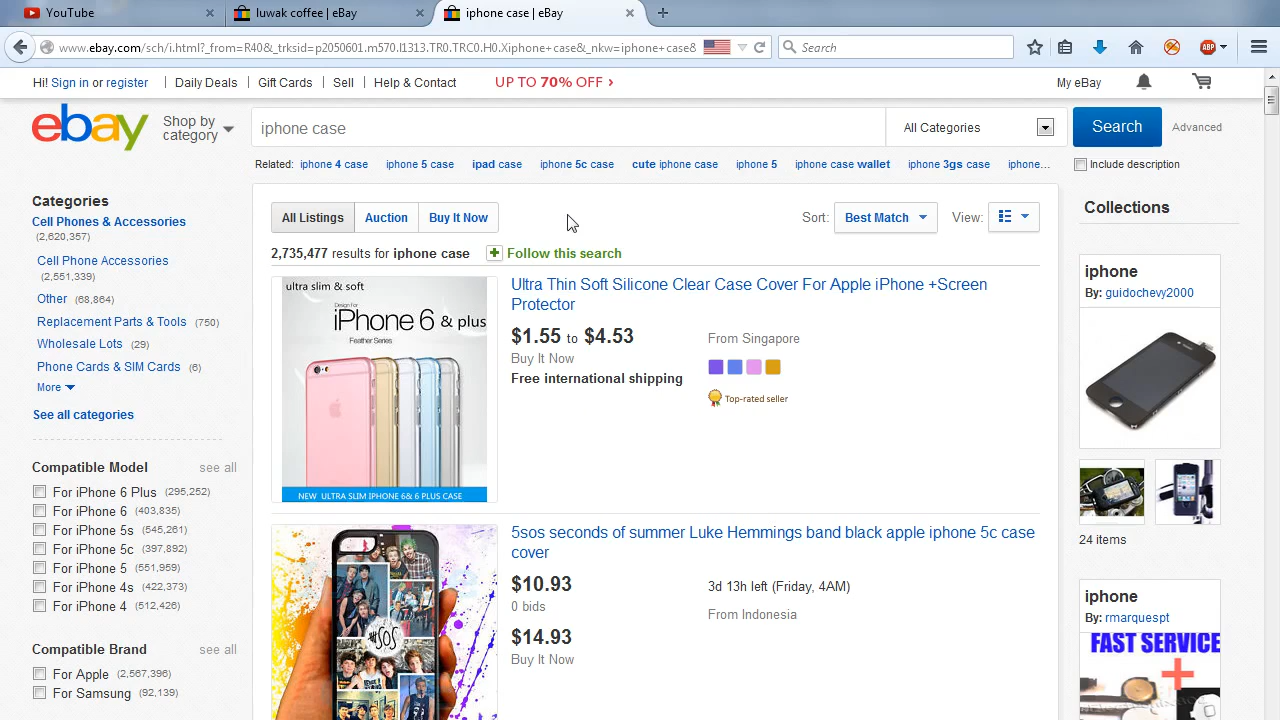 YouTube
luwak coffee | eBay
iphone case | eBay
www.ebay.com/sch/i.html?_from=R40&_trksid=p2050601.m570.l1313.TR0.TRC0.H0.Xiphone+case&_nkw=iphone+case&
Search
ABP
Hi! Sign in or register
Daily Deals
Gift Cards
Sell
Help & Contact
UP TO 70% OFF ›
My eBay
ebay
Shop by category
iphone case
All Categories
Search
Advanced
Related: iphone 4 case iphone 5 case ipad case iphone 5c case cute iphone case iphone 5 iphone case wallet iphone 3gs case iphone...
Include description
Categories
Cell Phones & Accessories
(2,620,357)
Cell Phone Accessories
(2,551,339)
Other (68,864)
Replacement Parts & Tools (750)
Wholesale Lots (29)
Phone Cards & SIM Cards (6)
More
See all categories
Compatible Model see all
For iPhone 6 Plus (295,252)
For iPhone 6 (403,835)
For iPhone 5s (545,261)
For iPhone 5c (397,892)
For iPhone 5 (551,959)
For iPhone 4s (422,373)
For iPhone 4 (512,426)
Compatible Brand see all
For Apple (2,567,396)
For Samsung (92,139)
All Listings
Auction
Buy It Now
Sort: Best Match
View:
2,735,477 results for iphone case
Follow this search
ultra slim & soft
Design For
iPhone 6 & plus
Feather Series
NEW ULTRA SLIM IPHONE 6& 6 PLUS CASE
Ultra Thin Soft Silicone Clear Case Cover For Apple iPhone +Screen
Protector
$1.55 to $4.53
Buy It Now
Free international shipping
From Singapore
Top-rated seller
5sos seconds of summer Luke Hemmings band black apple iphone 5c case
cover
$10.93
0 bids
$14.93
Buy It Now
3d 13h left (Friday, 4AM)
From Indonesia
Collections
iphone
By: guidochevy2000
24 items
iphone
By: rmarquespt
FAST SERVICE